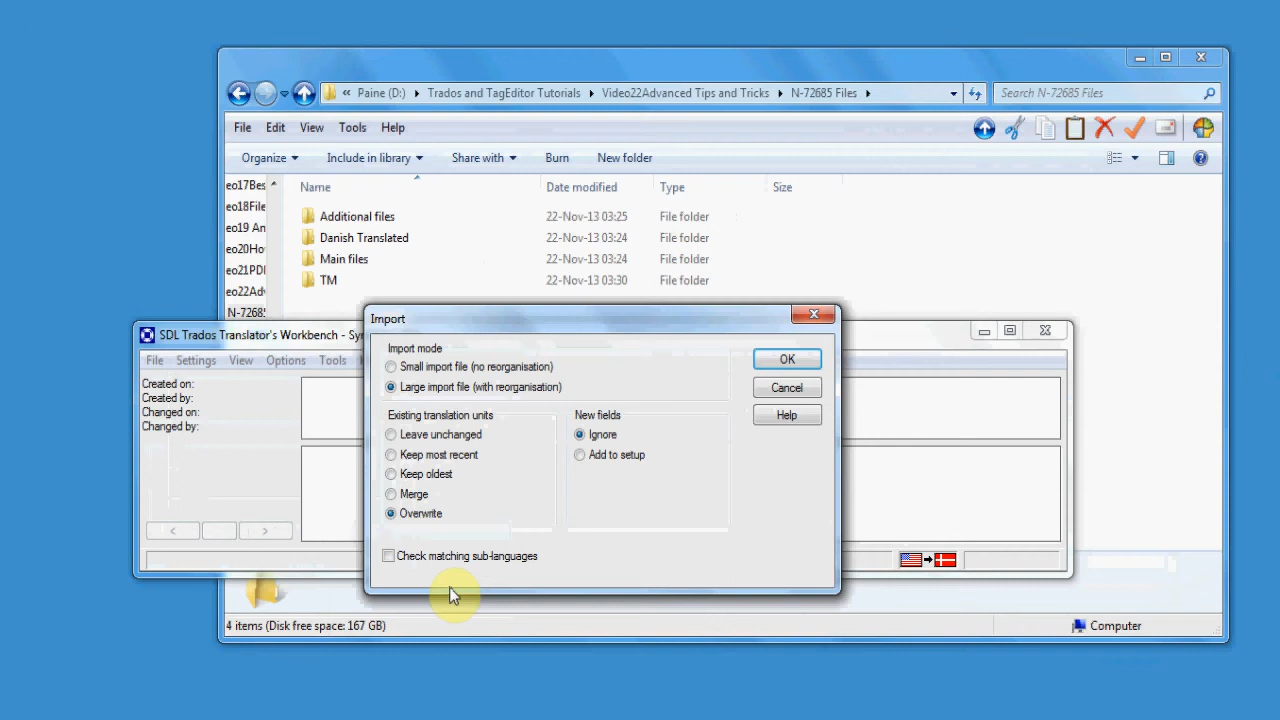 « Paine (D:) Trados and TagEditor Tutorials Video22Advanced Tips and Tricks N-72685 Files Search N-72685 Files
File Edit View Tools Help
Organize Include in library Share with Burn New folder
Name Date modified Type Size
eo17Bes
eo18File
eo19 An
eo20Ho
eo21PDI
eo22Adv
N-7268
Additional files 22-Nov-13 03:25 File folder
Danish Translated 22-Nov-13 03:24 File folder
Main files 22-Nov-13 03:24 File folder
TM 22-Nov-13 03:30 File folder
SDL Trados Translator's Workbench - Sy
File Settings View Options Tools
Created on:
Created by:
Changed on:
Changed by:
< >
Import
Import mode
Small import file (no reorganisation)
Large import file (with reorganisation)
OK
Cancel
Help
Existing translation units
Leave unchanged
Keep most recent
Keep oldest
Merge
Overwrite
New fields
Ignore
Add to setup
Check matching sub-languages
4 items (Disk free space: 167 GB) Computer